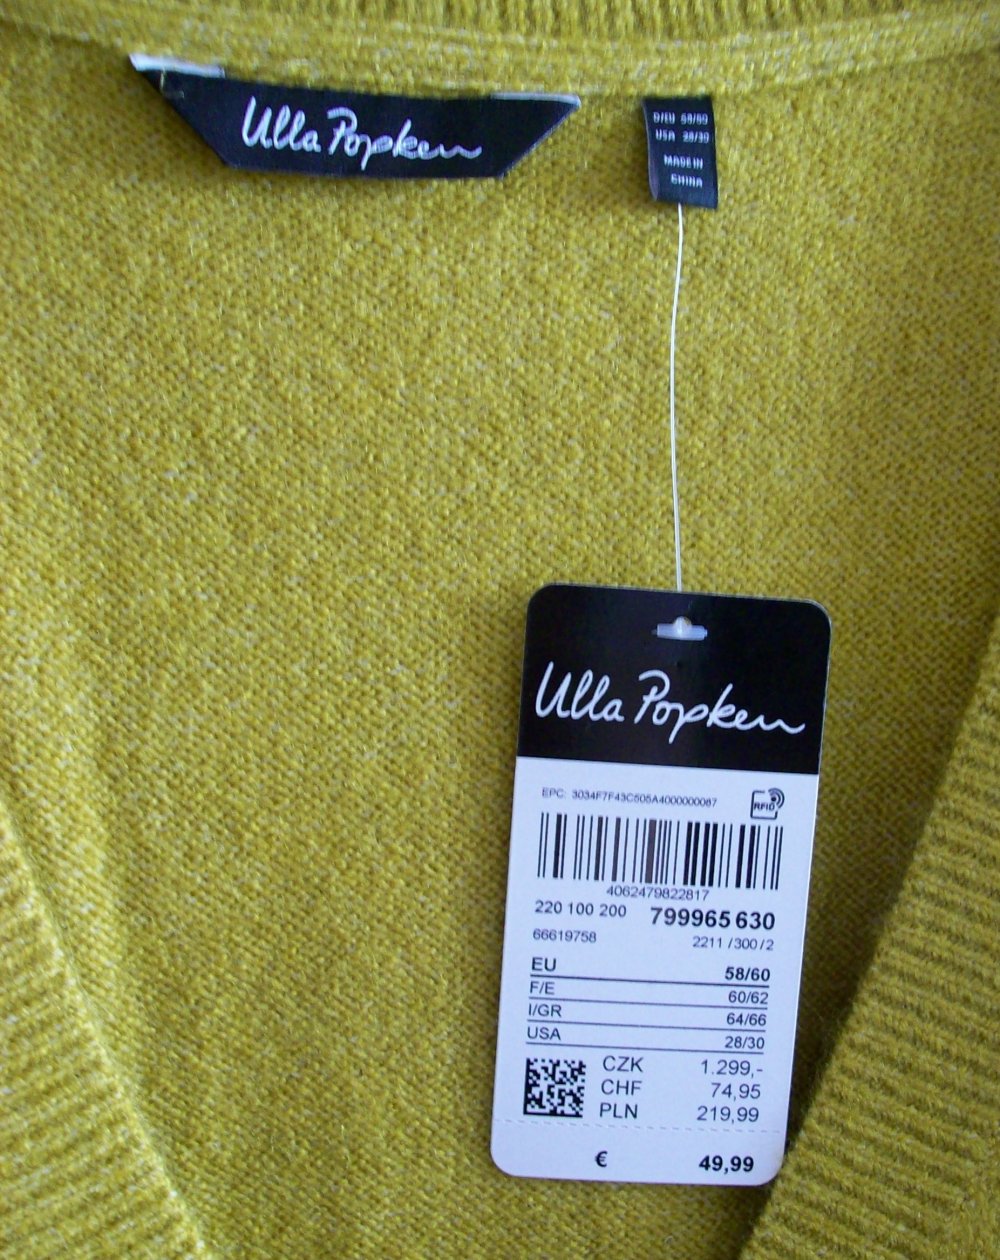 Ulla Popken
D/EU 58/60
USA 28/30
MADE IN
CHINA
Ulla Popken
EPC: 3034F7F43C505A4000000087
RFID
4062479822817
220 100 200 799965 630
66619758 2211 /300/2
EU 58/60
F/E 60/62
I/GR 64/66
USA 28/30
CZK 1.299,-
CHF 74,95
PLN 219,99
€ 49,99